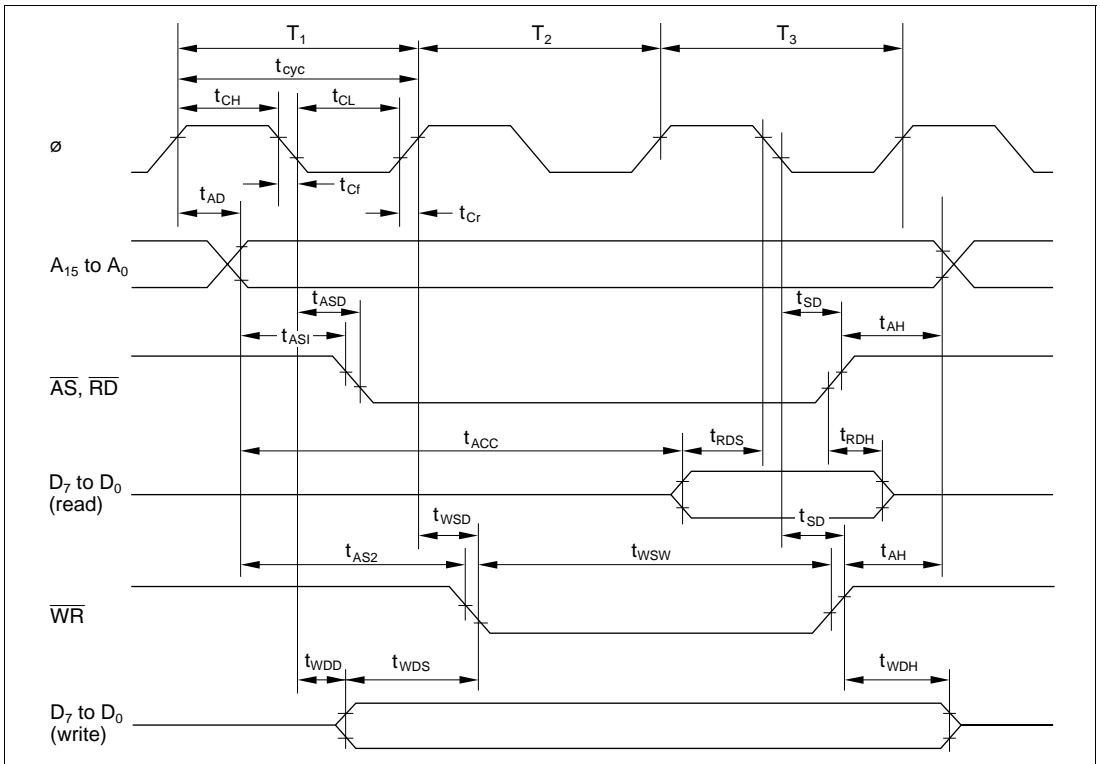 T1 T2 T3
tcyc
tCH tCL
ø
tCf
tAD
tCr
A15 to A0
tASD tSD
tASI tAH
AS, RD
tACC tRDS tRDH
D7 to D0
(read)
tWSD tSD
tAS2 tWSW tAH
WR
tWDD tWDS tWDH
D7 to D0
(write)